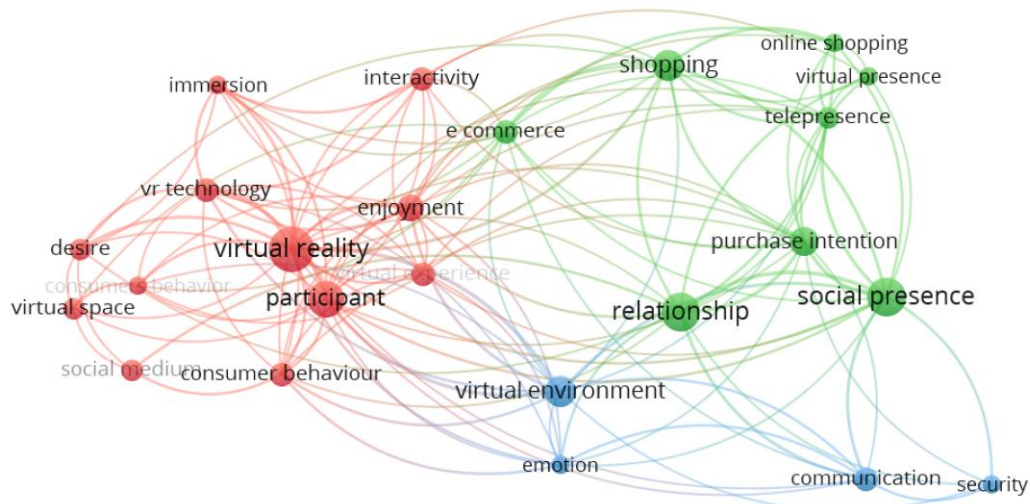 online shopping
shopping
virtual presence
immersion
interactivity
telepresence
e commerce
vr technology
enjoyment
desire
virtual reality
purchase intention
consumers behavior
virtual experience
virtual space
participant
relationship
social presence
social medium
consumer behaviour
virtual environment
emotion
communication
security